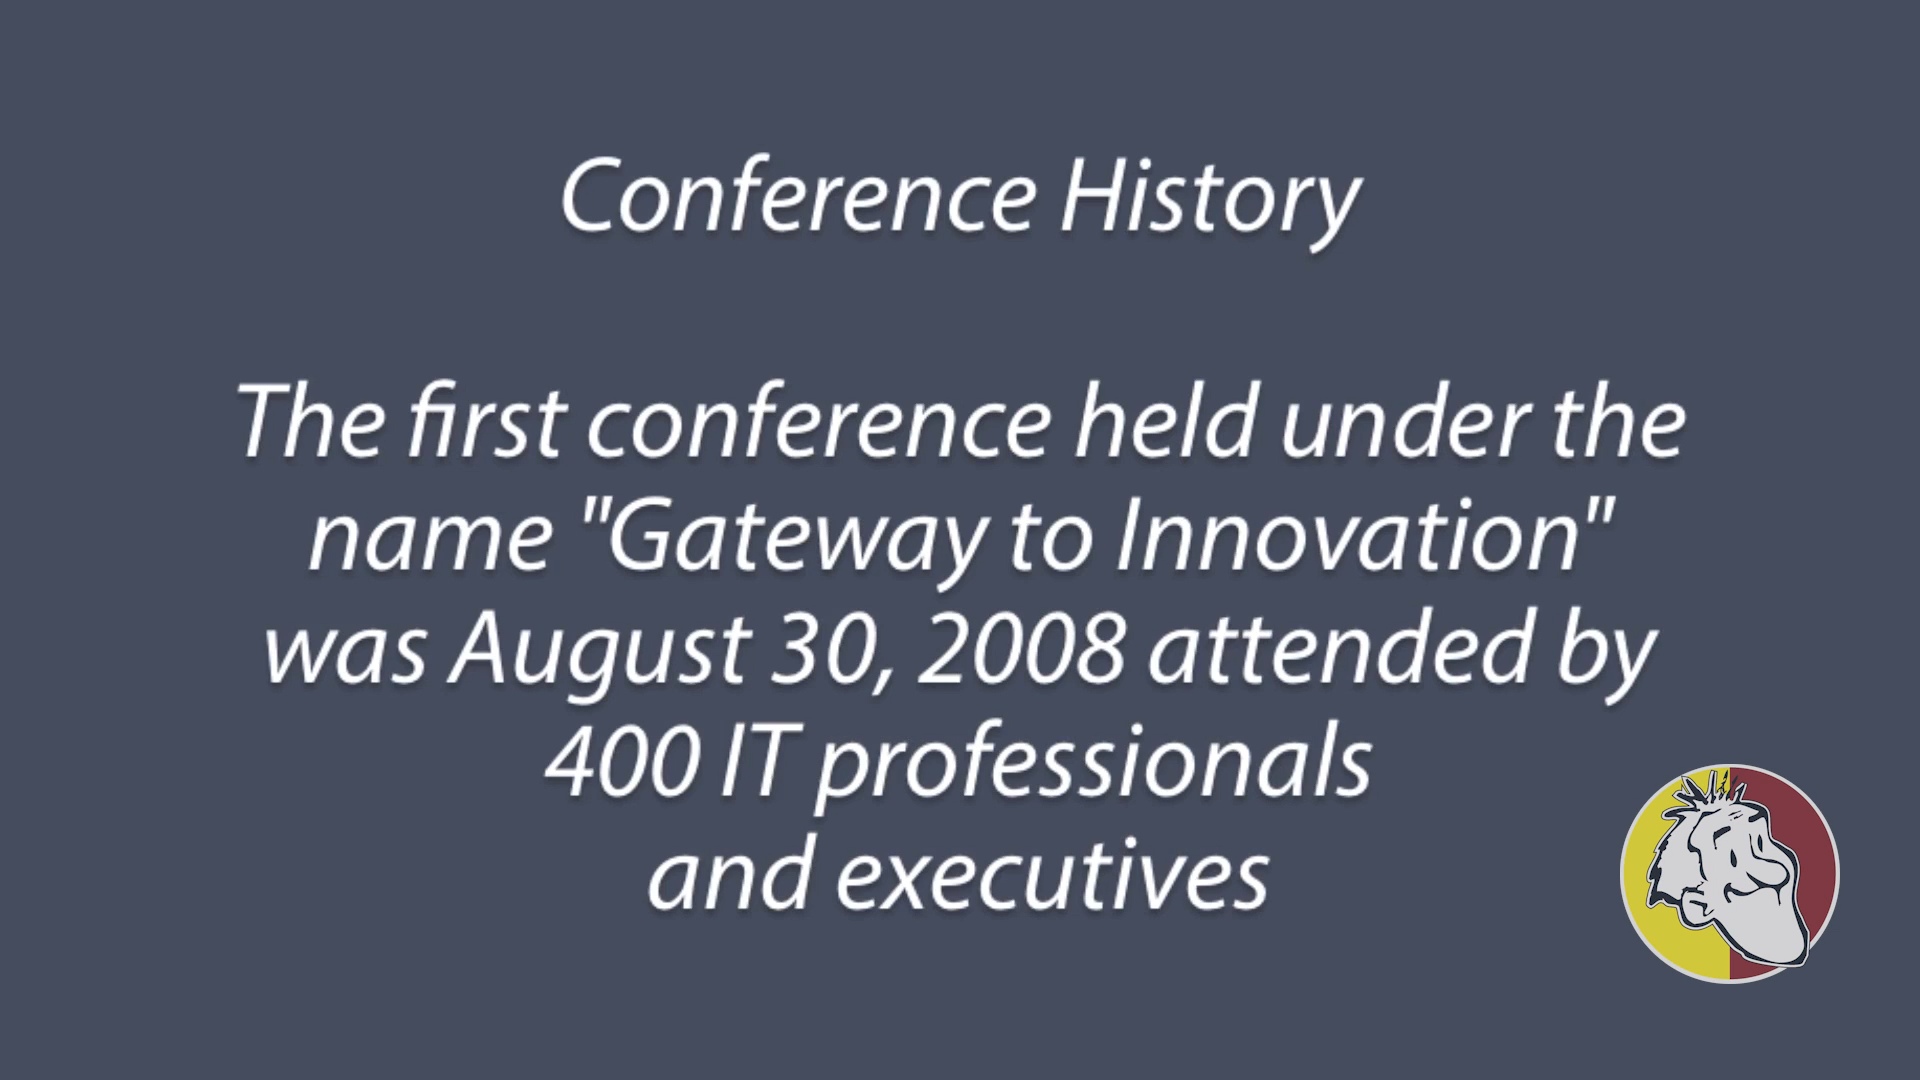 Conference History
The first conference held under the
name "Gateway to Innovation"
was August 30, 2008 attended by
400 IT professionals
and executives